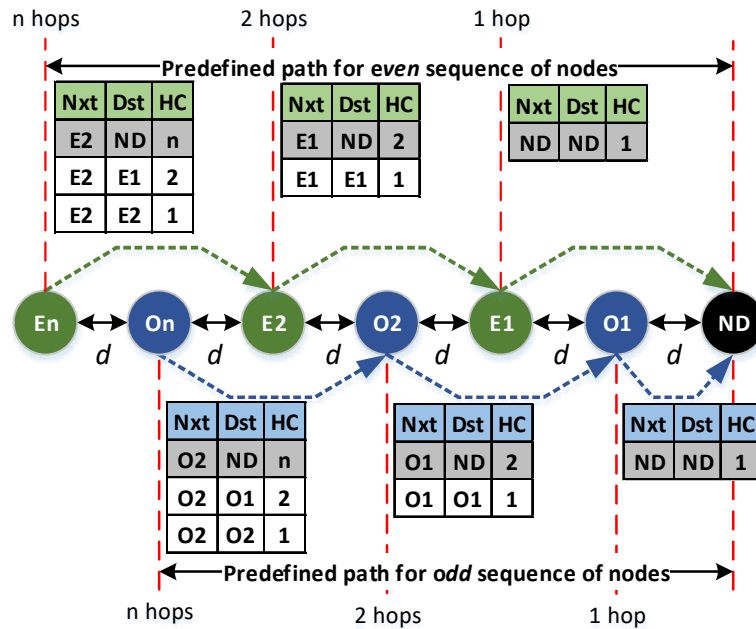 n hops
2 hops
1 hop
Predefined path for even sequence of nodes
Nxt Dst HC
E2 ND n
E2 E1 2
E2 E2 1
Nxt Dst HC
E1 ND 2
E1 E1 1
Nxt Dst HC
ND ND 1
En On E2 O2 E1 O1 ND
d d d d d d
Nxt Dst HC
O2 ND n
O2 O1 2
O2 O2 1
Nxt Dst HC
O1 ND 2
O1 O1 1
Nxt Dst HC
ND ND 1
Predefined path for odd sequence of nodes
n hops
2 hops
1 hop